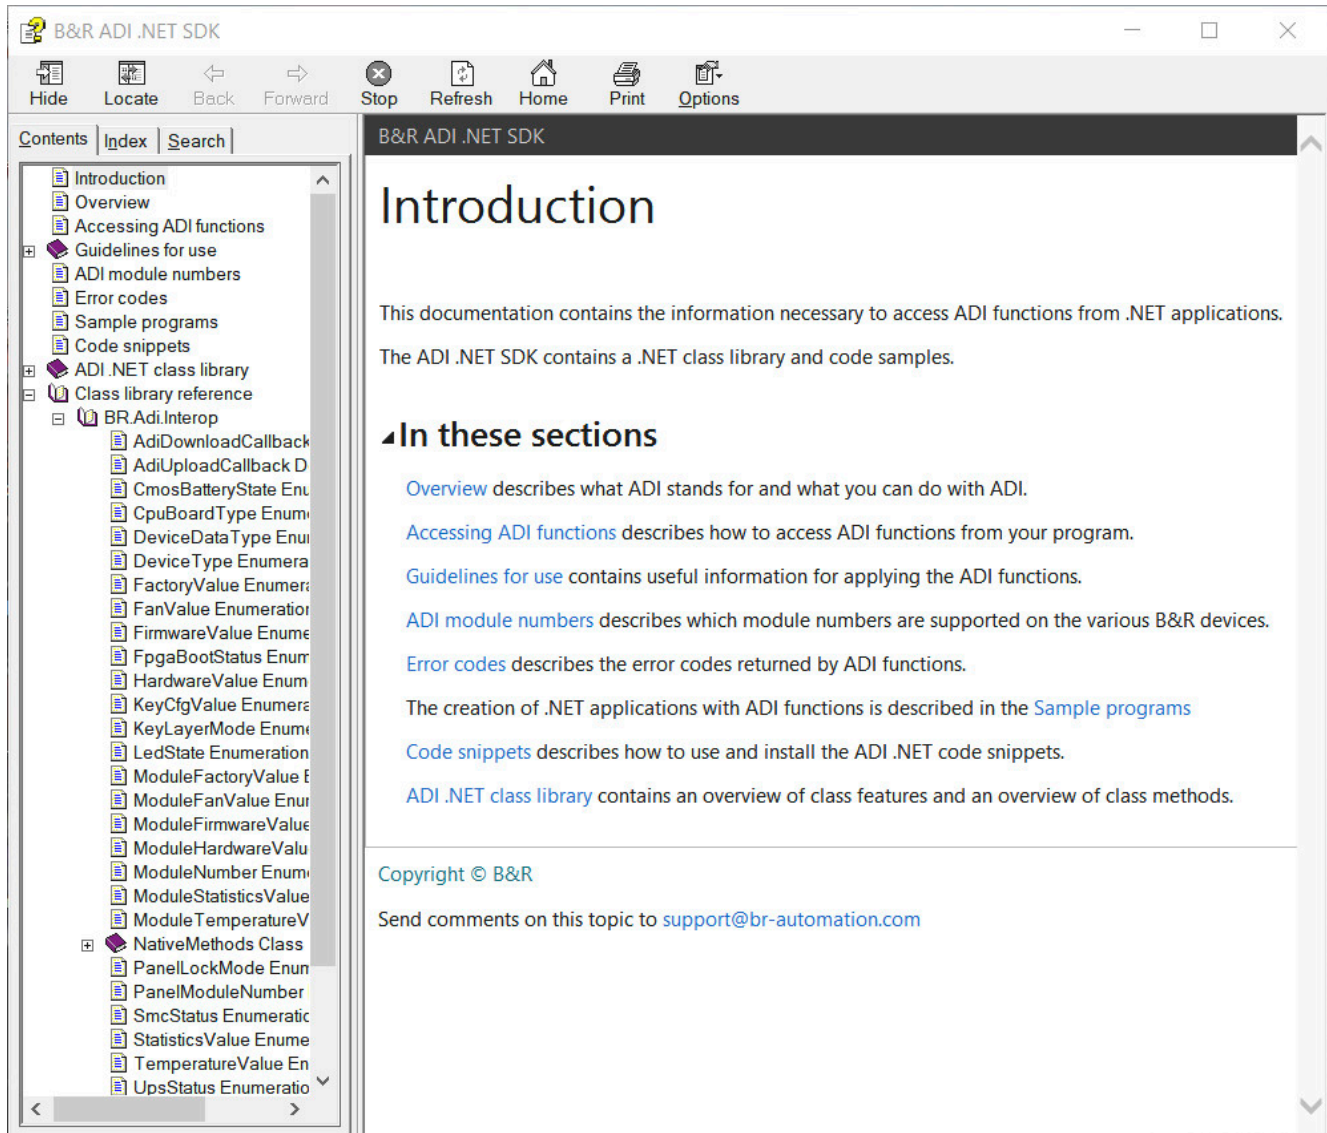 B&R ADI .NET SDK
Hide Locate Back Forward Stop Refresh Home Print Options
Contents Index Search
Introduction
Overview
Accessing ADI functions
Guidelines for use
ADI module numbers
Error codes
Sample programs
Code snippets
ADI .NET class library
Class library reference
BR.Adi.Interop
AdiDownloadCallback
AdiUploadCallback D
CmosBatteryState Enu
CpuBoardType Enum
DeviceDataType Enu
DeviceType Enumera
FactoryValue Enumera
FanValue Enumeration
FirmwareValue Enume
FpgaBootStatus Enum
HardwareValue Enum
KeyCfgValue Enumera
KeyLayerMode Enume
LedState Enumeration
ModuleFactoryValue E
ModuleFanValue Enu
ModuleFirmwareValue
ModuleHardwareValu
ModuleNumber Enum
ModuleStatisticsValue
ModuleTemperatureV
NativeMethods Class
PanelLockMode Enum
PanelModuleNumber
SmcStatus Enumeratio
StatisticsValue Enume
TemperatureValue En
UpsStatus Enumeratio
B&R ADI .NET SDK
Introduction
This documentation contains the information necessary to access ADI functions from .NET applications.
The ADI .NET SDK contains a .NET class library and code samples.
In these sections
Overview describes what ADI stands for and what you can do with ADI.
Accessing ADI functions describes how to access ADI functions from your program.
Guidelines for use contains useful information for applying the ADI functions.
ADI module numbers describes which module numbers are supported on the various B&R devices.
Error codes describes the error codes returned by ADI functions.
The creation of .NET applications with ADI functions is described in the Sample programs
Code snippets describes how to use and install the ADI .NET code snippets.
ADI .NET class library contains an overview of class features and an overview of class methods.
Copyright © B&R
Send comments on this topic to support@br-automation.com